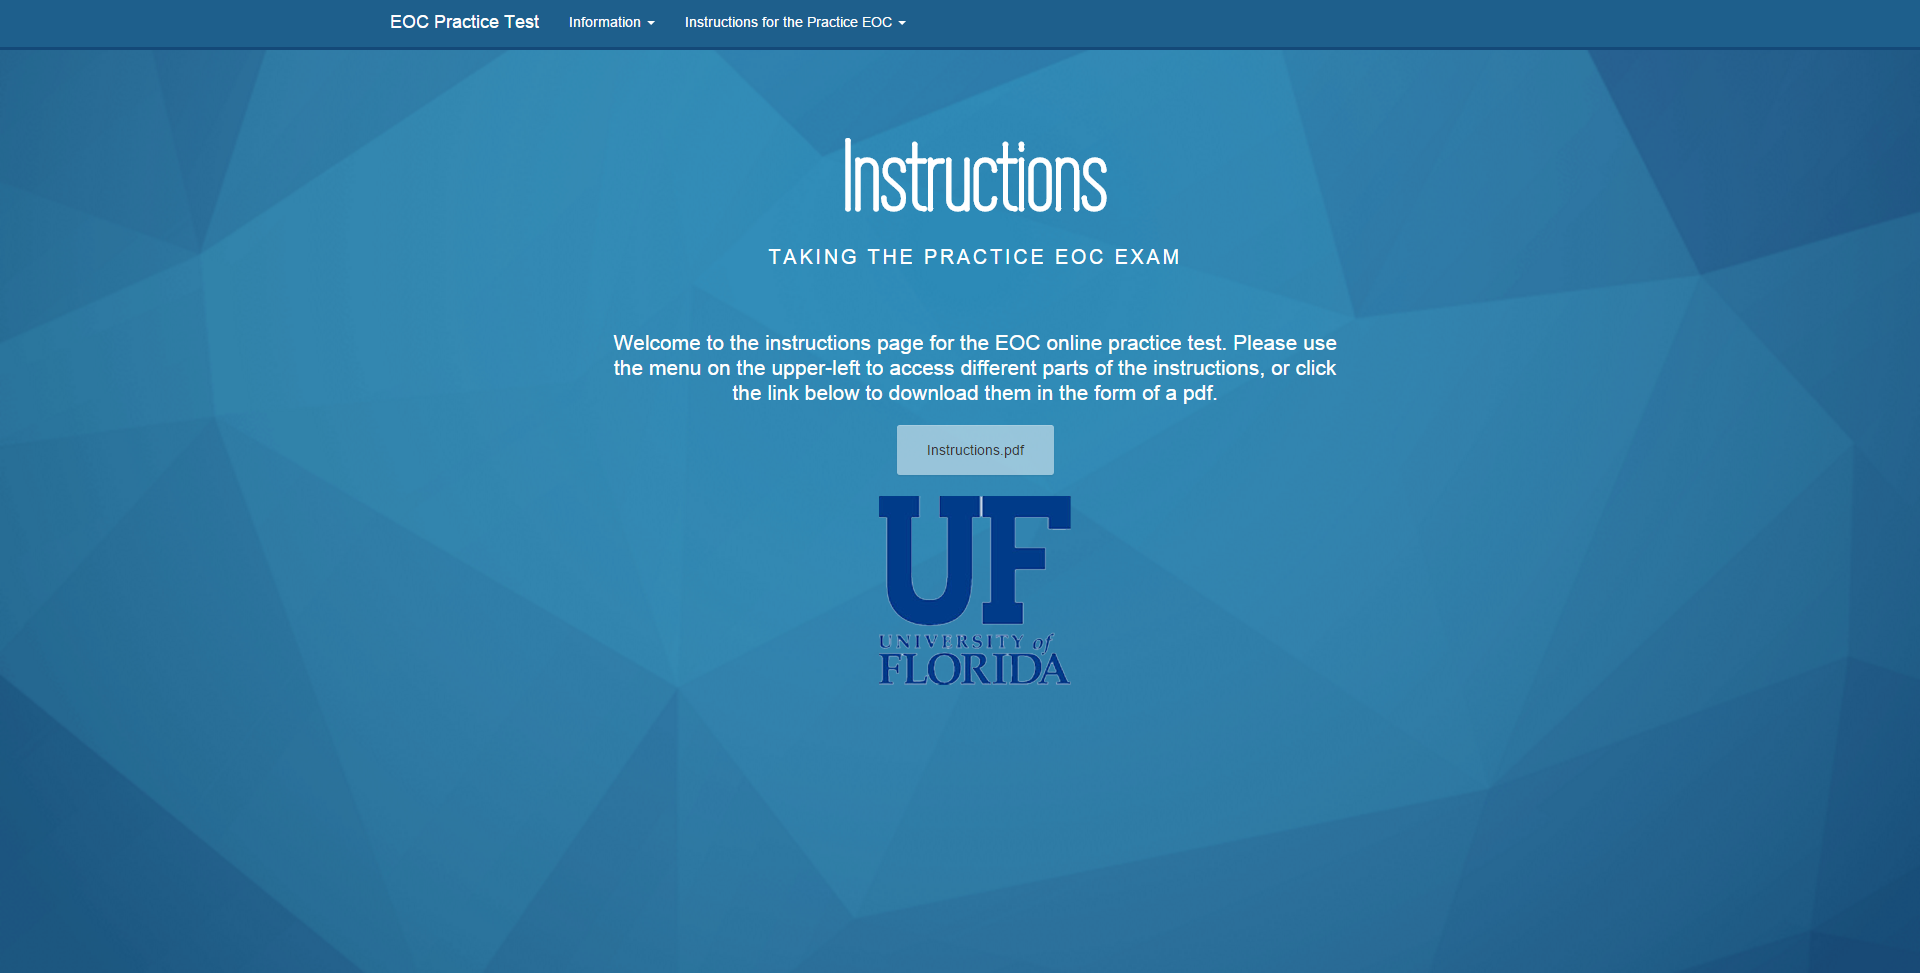 EOC Practice Test Information Instructions for the Practice EOC
Instructions
TAKING THE PRACTICE EOC EXAM
Welcome to the instructions page for the EOC online practice test. Please use
the menu on the upper-left to access different parts of the instructions, or click
the link below to download them in the form of a pdf.
Instructions.pdf
UF
UNIVERSITY of
FLORIDA